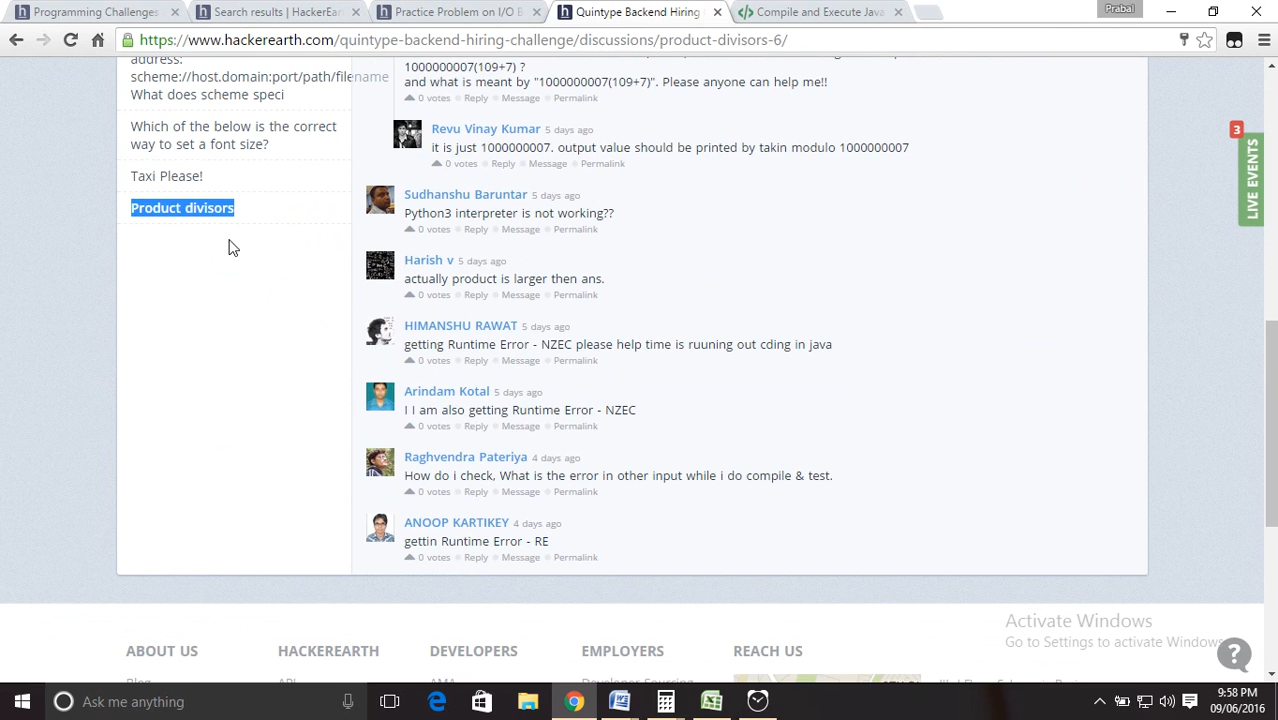 Programming Challenges
Search results | HackerEar
Practice Problem on I/O B
Quintype Backend Hiring
Compile and Execute Java
Prabal
https://www.hackerearth.com/quintype-backend-hiring-challenge/discussions/product-divisors-6/
address:
scheme://host.domain:port/path/filename
What does scheme speci
Which of the below is the correct
way to set a font size?
Taxi Please!
Product divisors
1000000007(109+7) ?
and what is meant by "1000000007(109+7)". Please anyone can help me!!
0 votes Reply Message Permalink
Revu Vinay Kumar 5 days ago
it is just 1000000007. output value should be printed by takin modulo 1000000007
0 votes Reply Message Permalink
Sudhanshu Baruntar 5 days ago
Python3 interpreter is not working??
0 votes Reply Message Permalink
Harish v 5 days ago
actually product is larger then ans.
0 votes Reply Message Permalink
HIMANSHU RAWAT 5 days ago
getting Runtime Error - NZEC please help time is ruuning out cding in java
0 votes Reply Message Permalink
Arindam Kotal 5 days ago
I I am also getting Runtime Error - NZEC
0 votes Reply Message Permalink
Raghvendra Pateriya 4 days ago
How do i check, What is the error in other input while i do compile & test.
0 votes Reply Message Permalink
ANOOP KARTIKEY 4 days ago
gettin Runtime Error - RE
0 votes Reply Message Permalink
3
LIVE EVENTS
Activate Windows
Go to Settings to activate Windows.
ABOUT US
HACKEREARTH
DEVELOPERS
EMPLOYERS
REACH US
Blog
API
AMA
Developer Sourcing
Ask me anything
9:58 PM
09/06/2016